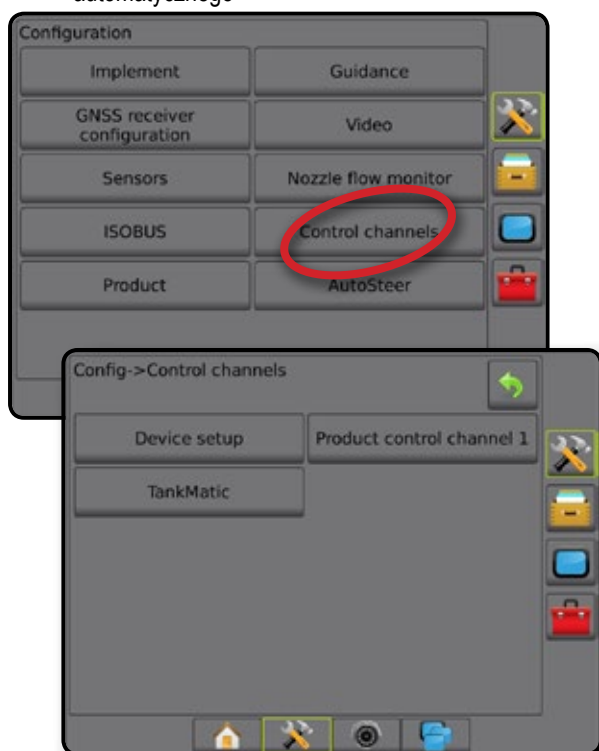 automatycznego
Configuration
Implement
Guidance
GNSS receiver
configuration
Video
Sensors
Nozzle flow monitor
ISOBUS
Control channels
Product
AutoSteer
Config->Control channels
Device setup
Product control channel 1
TankMatic